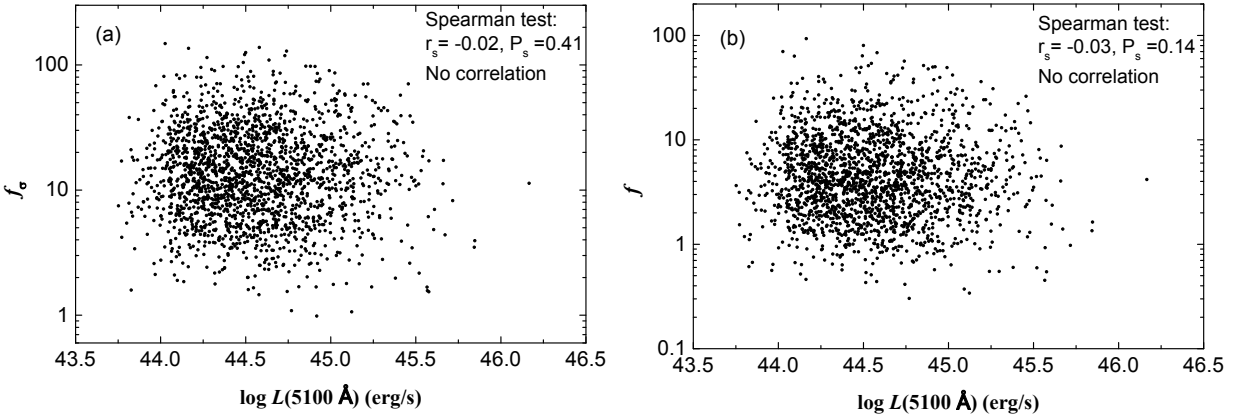 (a)
Spearman test:
r_s= -0.02, P_s =0.41
No correlation
100
10
1
f_σ
43.5 44.0 44.5 45.0 45.5 46.0 46.5
log L(5100 Å) (erg/s)
(b)
Spearman test:
r_s= -0.03, P_s =0.14
No correlation
100
10
1
0.1
f
43.5 44.0 44.5 45.0 45.5 46.0 46.5
log L(5100 Å) (erg/s)